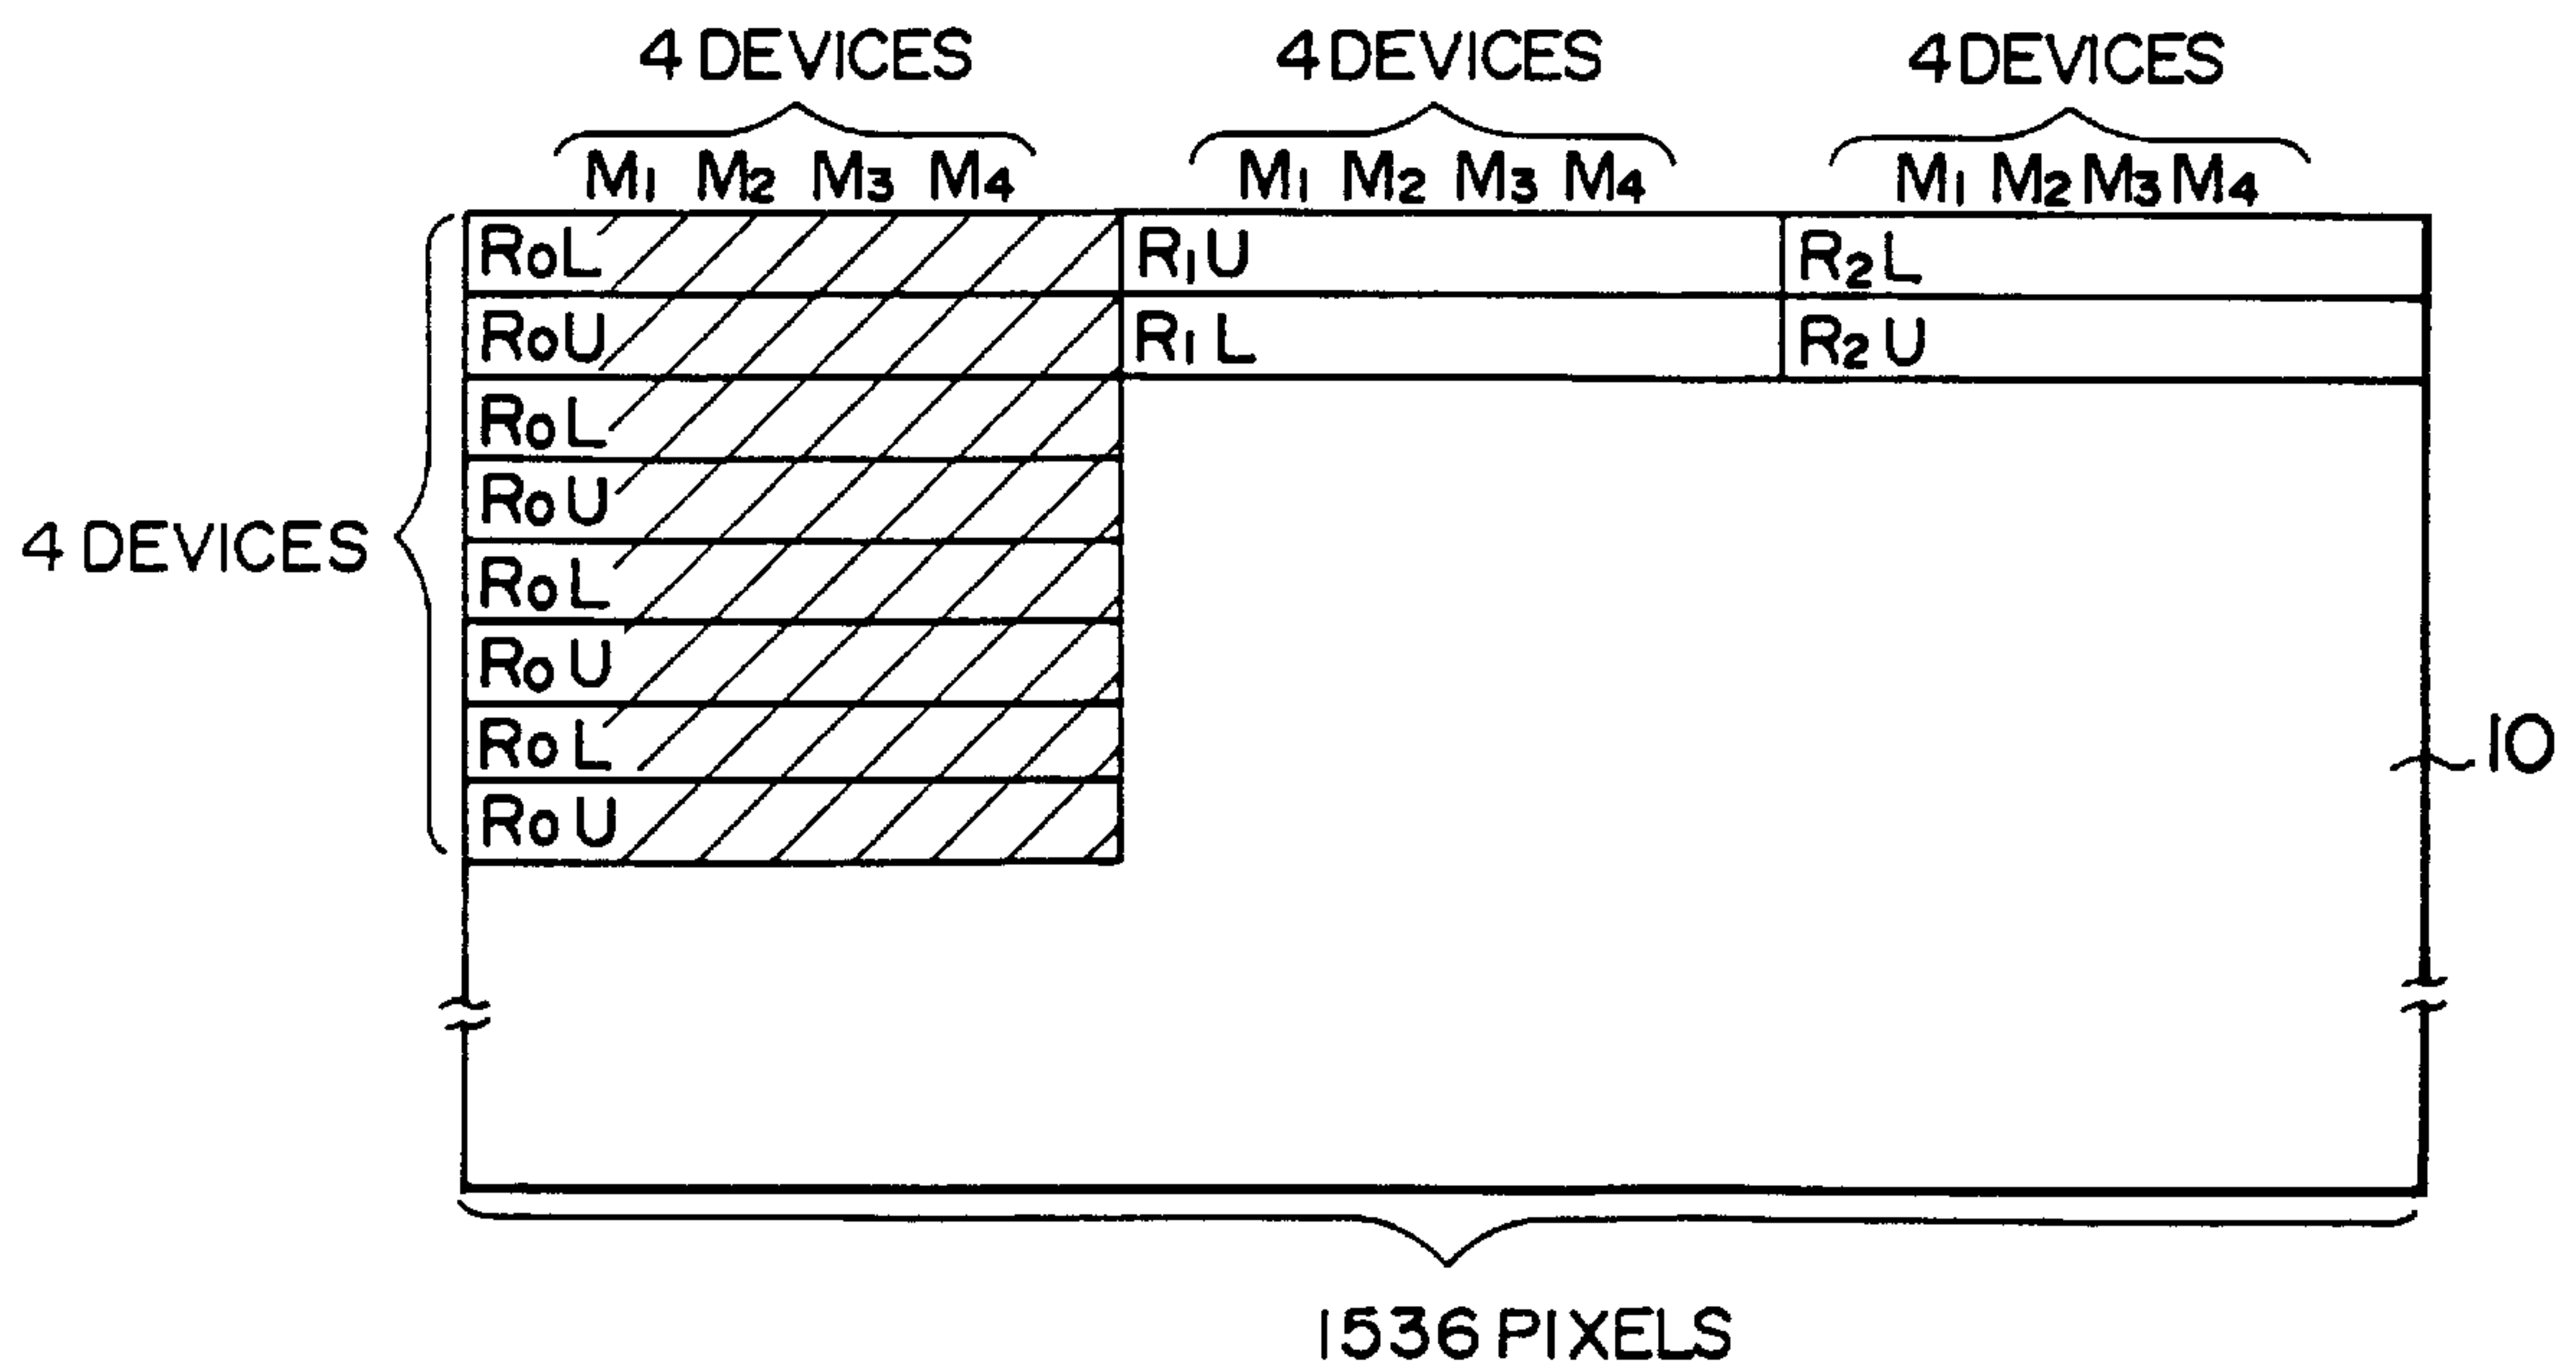 4 DEVICES 4 DEVICES 4 DEVICES
M1 M2 M3 M4 M1 M2 M3 M4 M1 M2 M3 M4
R0L R1U R2L
R0U R1L R2U
R0L
R0U
4 DEVICES
R0L
R0U
R0L
10
R0U
1536 PIXELS